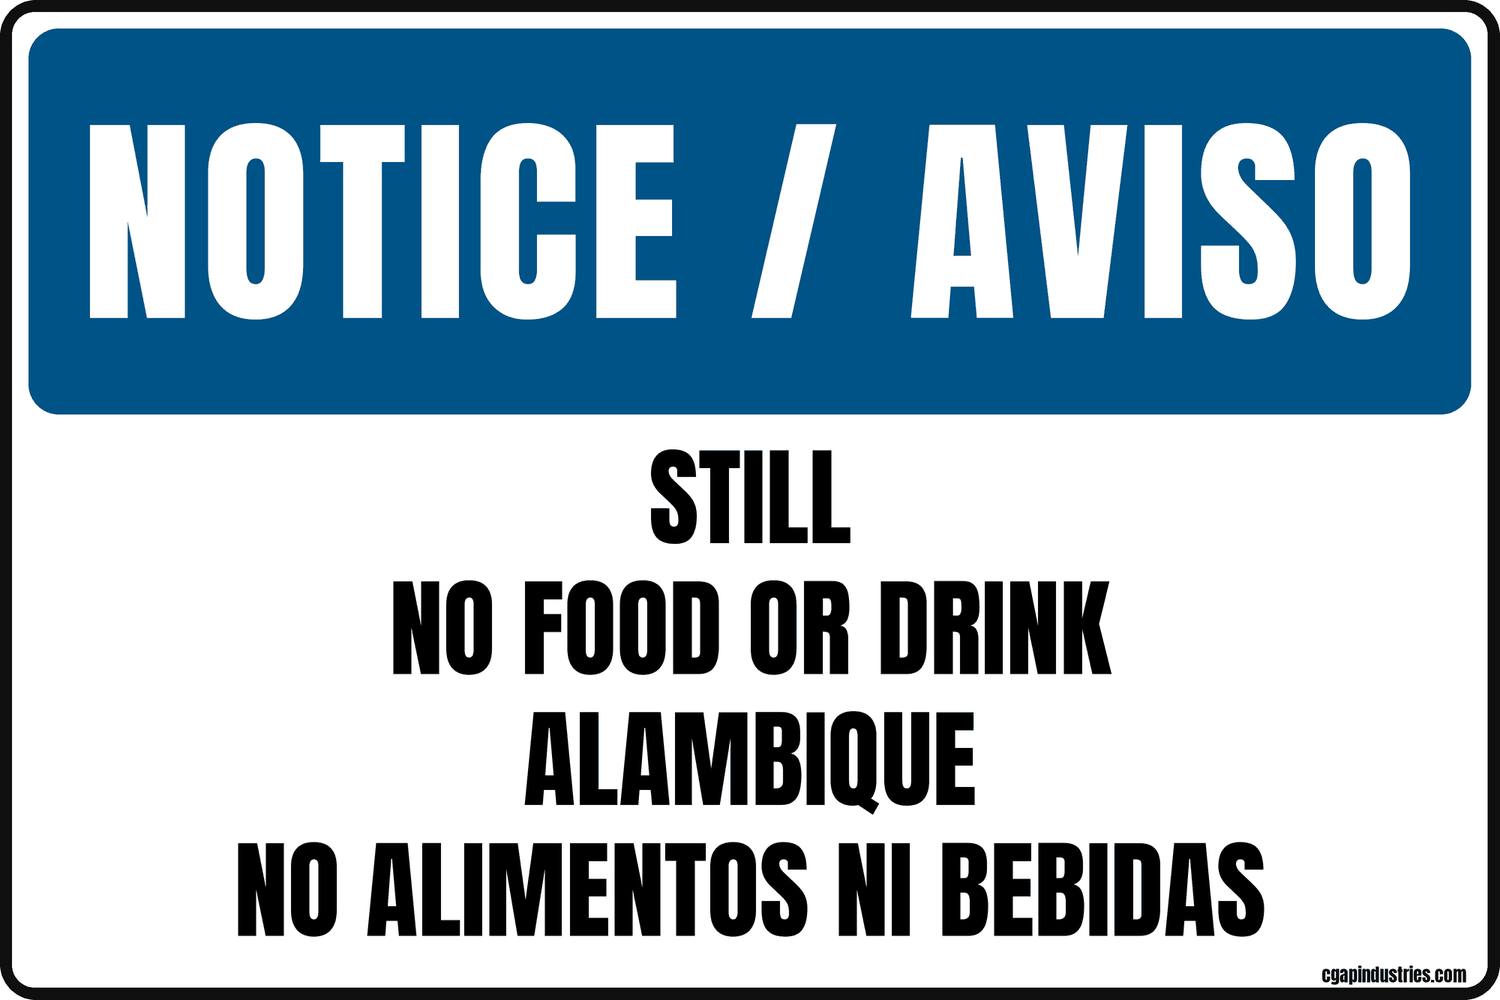 NOTICE / AVISO
STILL
NO FOOD OR DRINK
ALAMBIQUE
NO ALIMENTOS NI BEBIDAS
cgapindustries.com